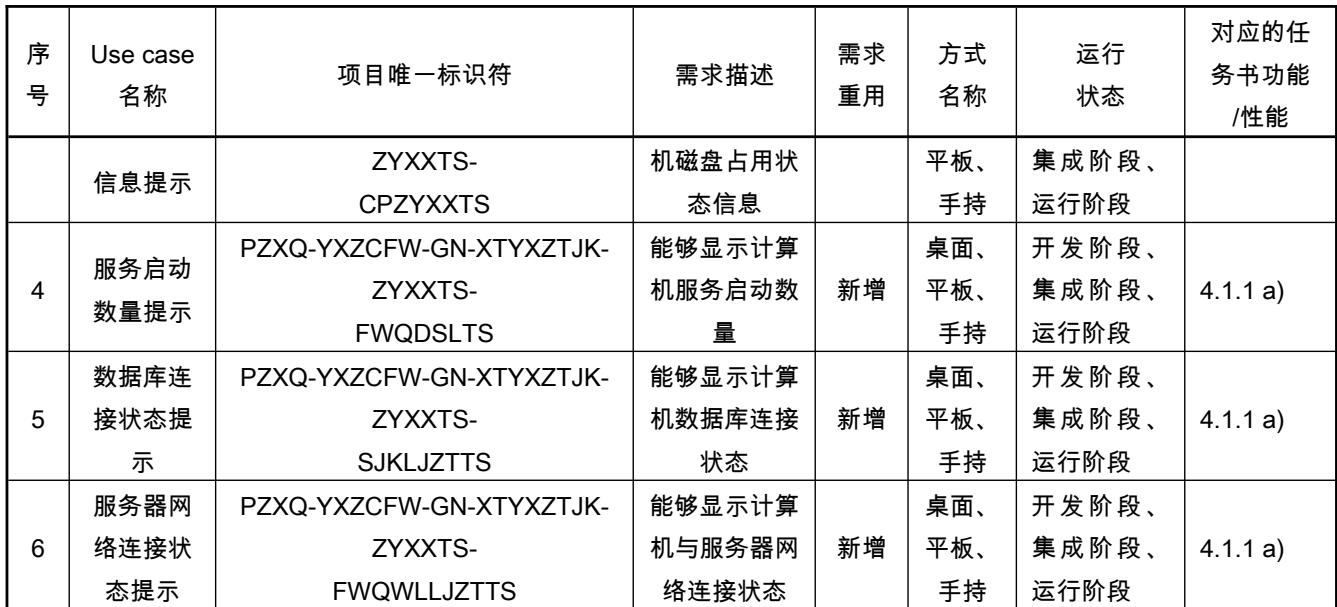 序号
Use case名称
项目唯一标识符
需求描述
需求重用
方式名称
运行状态
对应的任务书功能/性能
信息提示
ZYXXTS-
CPZYXXTS
机磁盘占用状
态信息
平板、
手持
集成阶段、
运行阶段
4
服务启动
数量提示
PZXQ-YXZCFW-GN-XTYXZTJK-
ZYXXTS-
FWQDSLTS
能够显示计算
机服务启动数
量
新增
桌面、
平板、
手持
开发阶段、
集成阶段、
运行阶段
4.1.1 a)
5
数据库连
接状态提
示
PZXQ-YXZCFW-GN-XTYXZTJK-
ZYXXTS-
SJKLJZTTS
能够显示计算
机数据库连接
状态
新增
桌面、
平板、
手持
开发阶段、
集成阶段、
运行阶段
4.1.1 a)
6
服务器网
络连接状
态提示
PZXQ-YXZCFW-GN-XTYXZTJK-
ZYXXTS-
FWQWLLJZTTS
能够显示计算
机与服务器网
络连接状态
新增
桌面、
平板、
手持
开发阶段、
集成阶段、
运行阶段
4.1.1 a)